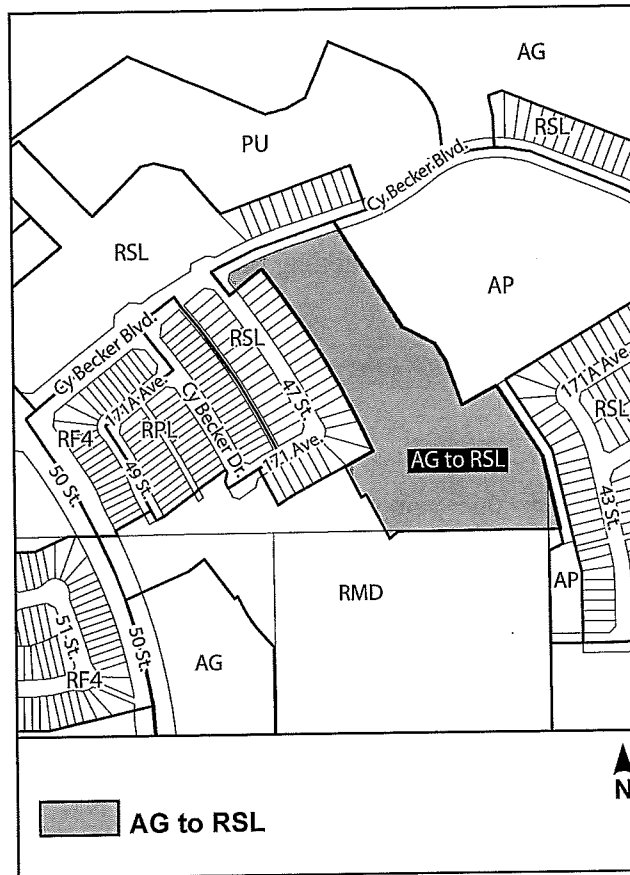 AG
RSL
PU
Cy Becker Blvd.
RSL
AP
Cy Becker Blvd.
RSL
171A Ave.
RSL
171A Ave.
47 St.
RF4
RPL
Cy Becker Dr.
171 Ave.
AG to RSL
50 St.
48 St.
43 St.
RMD
AP
51 St.
50 St.
AG
RF4
N
AG to RSL